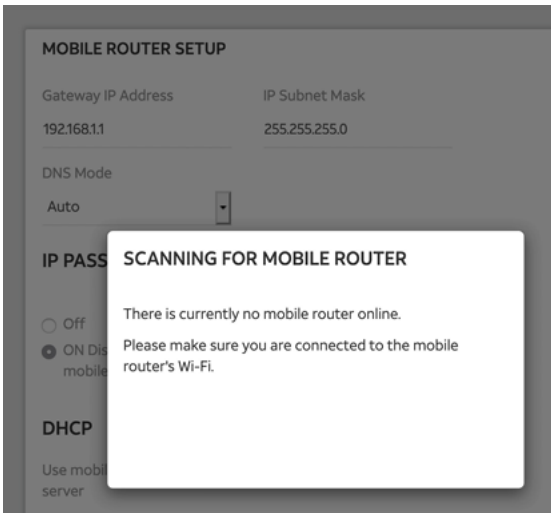 MOBILE ROUTER SETUP
Gateway IP Address IP Subnet Mask
192.168.1.1 255.255.255.0
DNS Mode
Auto
IP PASS
Off
ON Dis
mobile
DHCP
Use mobil
server
SCANNING FOR MOBILE ROUTER
There is currently no mobile router online.
Please make sure you are connected to the mobile
router's Wi-Fi.